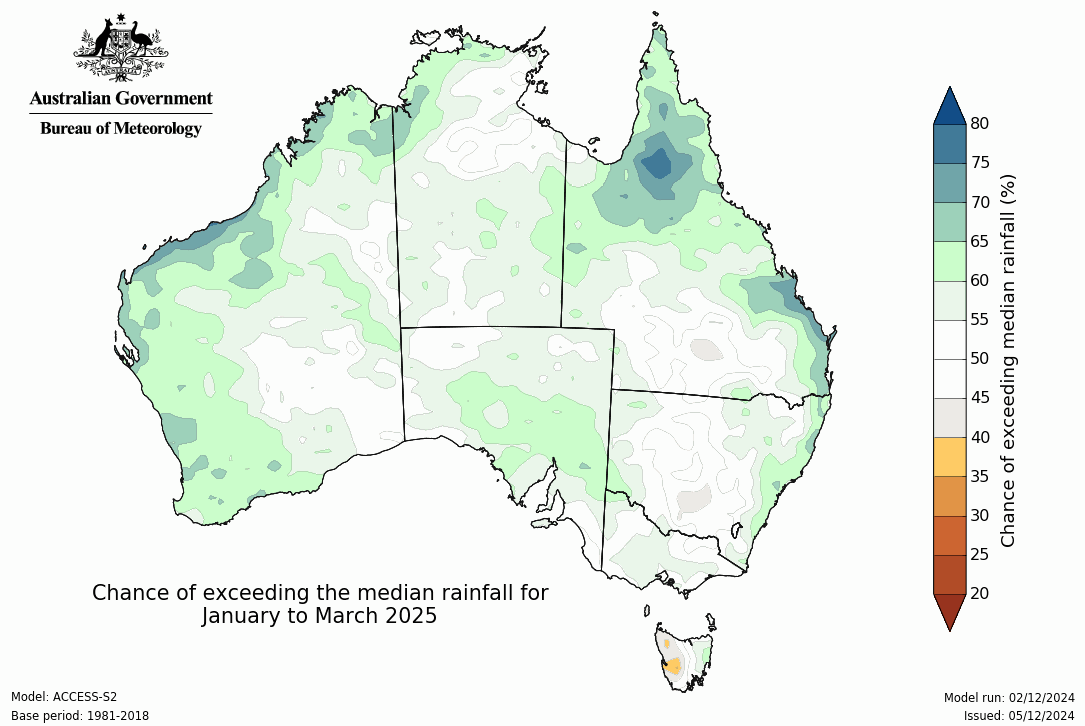 Australian Government
Bureau of Meteorology
80
75
70
65
60
55
50
45
40
35
30
25
20
Chance of exceeding median rainfall (%)
Chance of exceeding the median rainfall for
January to March 2025
Model: ACCESS-S2
Base period: 1981-2018
Model run: 02/12/2024
Issued: 05/12/2024